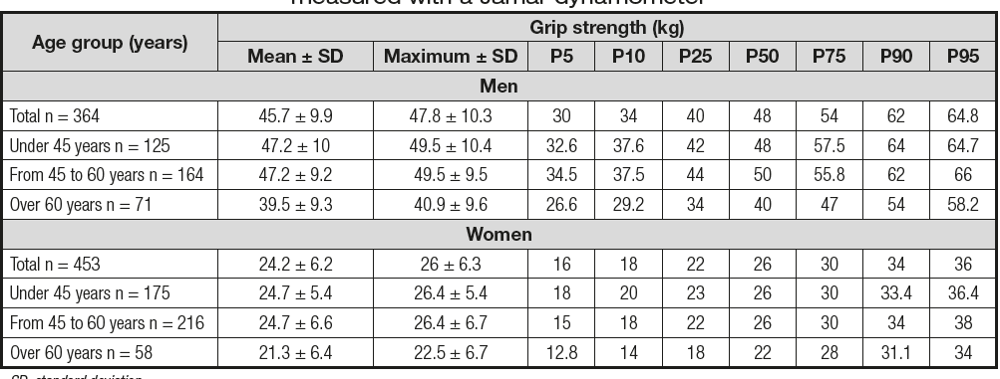 measured with a Jamar dynamometer
Age group (years) Grip strength (kg)
Mean ± SD Maximum ± SD P5 P10 P25 P50 P75 P90 P95
Men
Total n = 364 45.7 ± 9.9 47.8 ± 10.3 30 34 40 48 54 62 64.8
Under 45 years n = 125 47.2 ± 10 49.5 ± 10.4 32.6 37.6 42 48 57.5 64 64.7
From 45 to 60 years n = 164 47.2 ± 9.2 49.5 ± 9.5 34.5 37.5 44 50 55.8 62 66
Over 60 years n = 71 39.5 ± 9.3 40.9 ± 9.6 26.6 29.2 34 40 47 54 58.2
Women
Total n = 453 24.2 ± 6.2 26 ± 6.3 16 18 22 26 30 34 36
Under 45 years n = 175 24.7 ± 5.4 26.4 ± 5.4 18 20 23 26 30 33.4 36.4
From 45 to 60 years n = 216 24.7 ± 6.6 26.4 ± 6.7 15 18 22 26 30 34 38
Over 60 years n = 58 21.3 ± 6.4 22.5 ± 6.7 12.8 14 18 22 28 31.1 34
SD, standard deviation